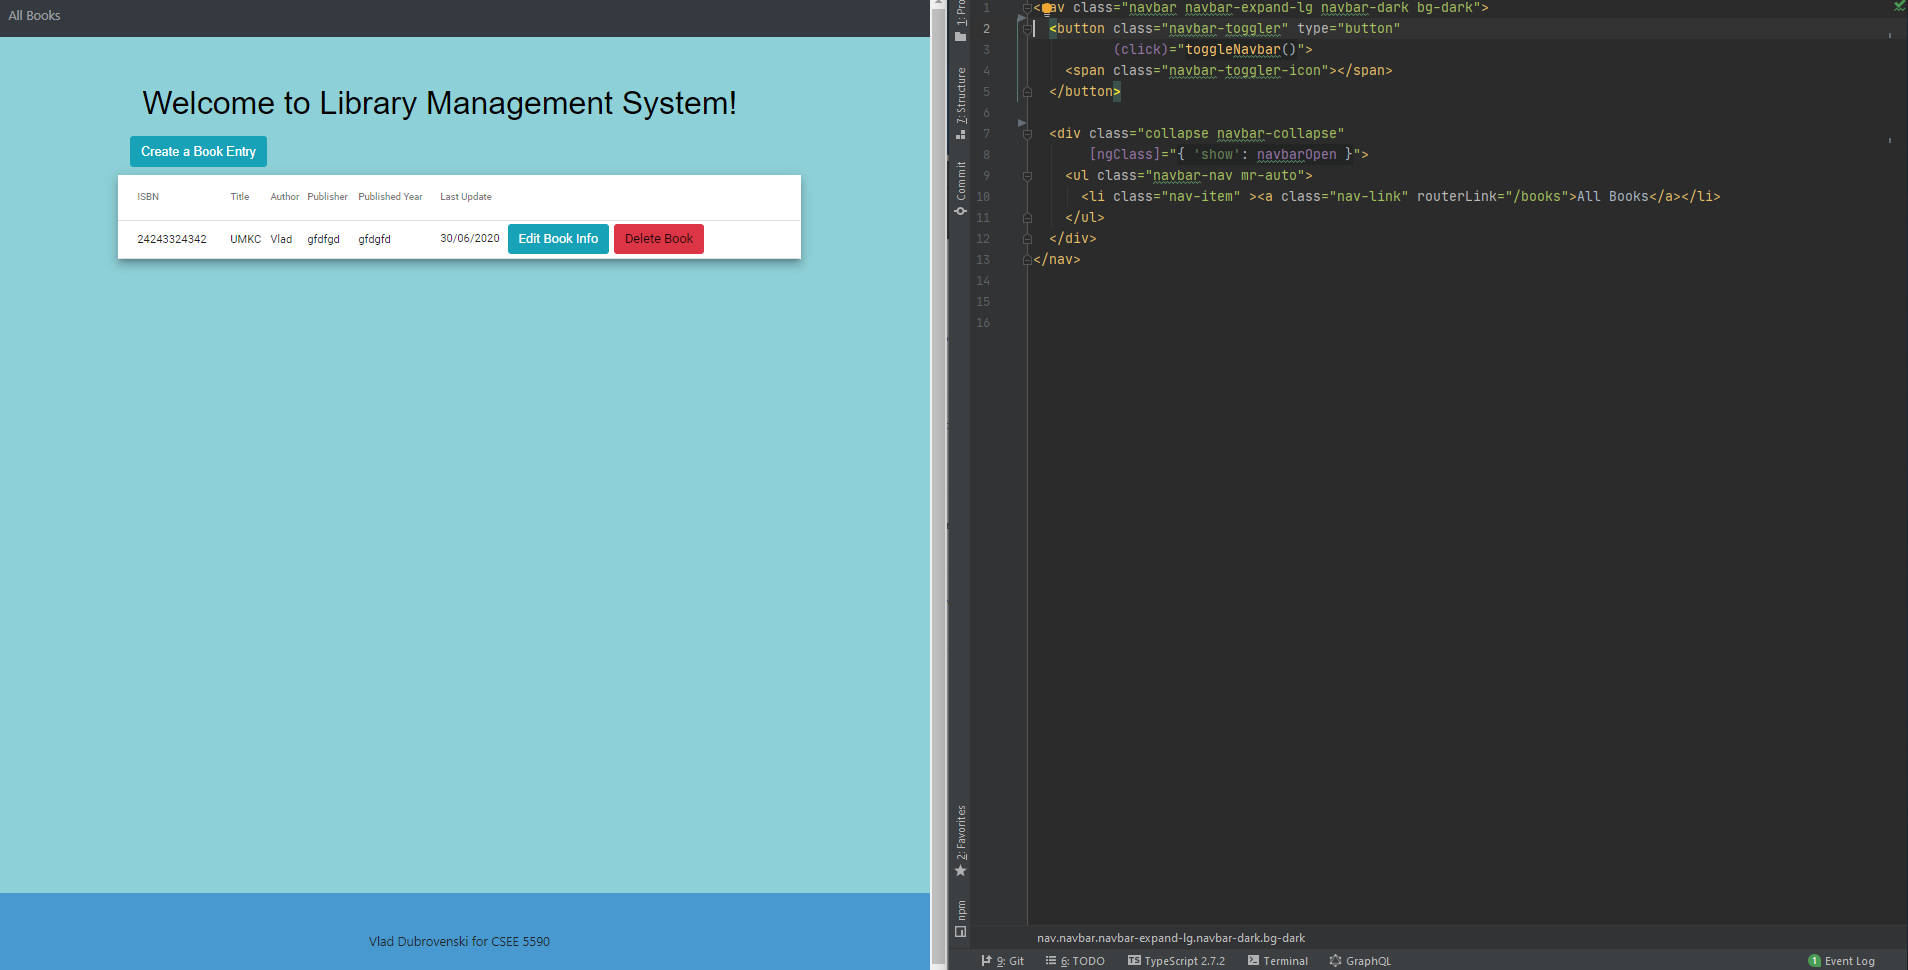 All Books
Welcome to Library Management System!
Create a Book Entry
ISBN Title Author Publisher Published Year Last Update
24243324342 UMKC Vlad gfdfgd gfdgfd 30/06/2020 Edit Book Info Delete Book
Vlad Dubrovenski for CSEE 5590
1: Pro
7: Structure
Commit
2: Favorites
npm
1 <nav class="navbar navbar-expand-lg navbar-dark bg-dark">
2 <button class="navbar-toggler" type="button"
3 (click)="toggleNavbar()">
4 <span class="navbar-toggler-icon"></span>
5 </button>
6
7 <div class="collapse navbar-collapse"
8 [ngClass]="{ 'show': navbarOpen }">
9 <ul class="navbar-nav mr-auto">
10 <li class="nav-item" ><a class="nav-link" routerLink="/books">All Books</a></li>
11 </ul>
12 </div>
13 </nav>
14
15
16
nav.navbar.navbar-expand-lg.navbar-dark.bg-dark
9: Git 6: TODO TS TypeScript 2.7.2 Terminal GraphQL 1 Event Log